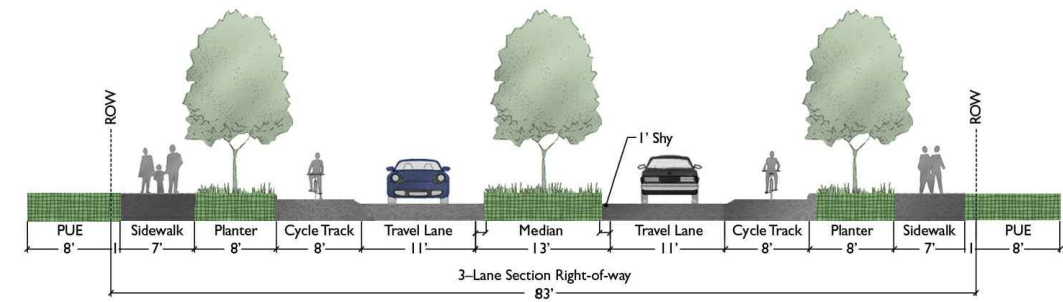 ROW
ROW
1' Shy
PUE Sidewalk Planter Cycle Track Travel Lane Median Travel Lane Cycle Track Planter Sidewalk PUE
8' 1 7' 8' 8' 11' 13' 11' 8' 8' 7' 1 8'
3–Lane Section Right-of-way
83'